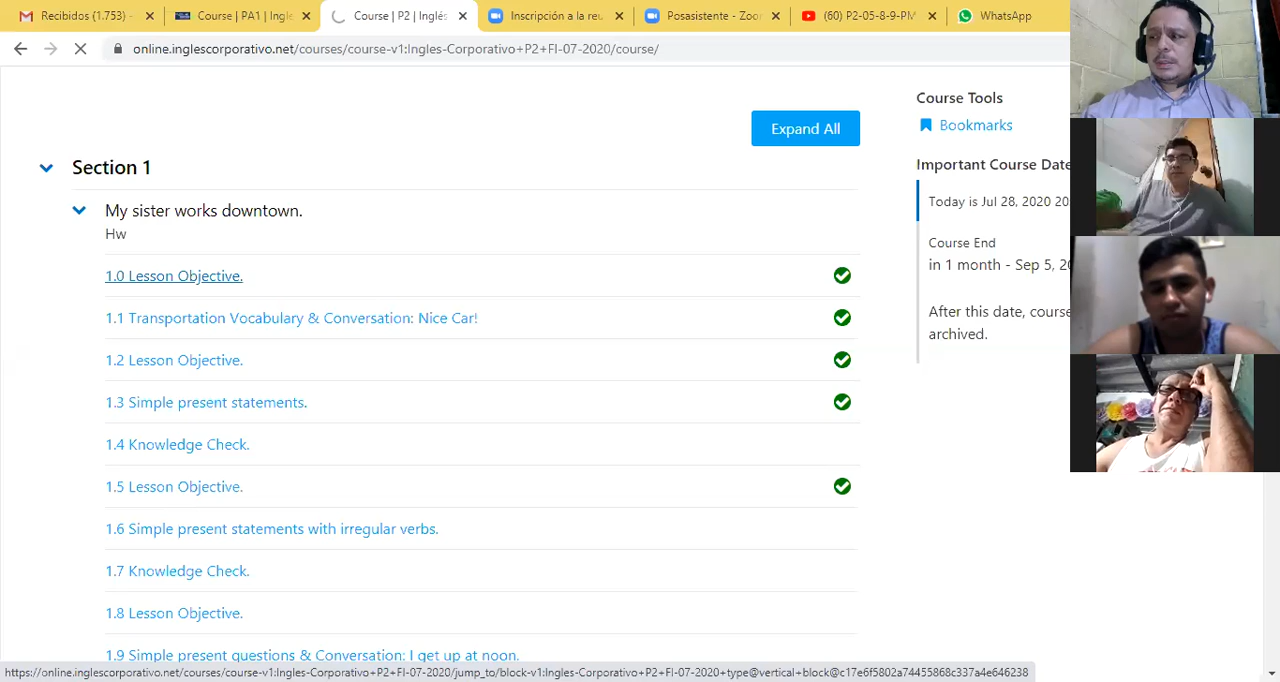 Recibidos (1.753) - Course | PA1 | Ingle Course | P2 | Inglés Inscripción a la reu Posasistente - Zoor (60) P2-05-8-9-PM WhatsApp
online.inglescorporativo.net/courses/course-v1:Ingles-Corporativo+P2+FI-07-2020/course/
Expand All
Course Tools
Bookmarks
Important Course Date
Today is Jul 28, 2020 20
Course End
in 1 month - Sep 5, 20
After this date, course
archived.
Section 1
My sister works downtown.
Hw
1.0 Lesson Objective.
1.1 Transportation Vocabulary & Conversation: Nice Car!
1.2 Lesson Objective.
1.3 Simple present statements.
1.4 Knowledge Check.
1.5 Lesson Objective.
1.6 Simple present statements with irregular verbs.
1.7 Knowledge Check.
1.8 Lesson Objective.
1.9 Simple present questions & Conversation: I get up at noon.
https://online.inglescorporativo.net/courses/course-v1:Ingles-Corporativo+P2+FI-07-2020/jump_to/block-v1:Ingles-Corporativo+P2+FI-07-2020+type@vertical+block@c17e6f5802a74455868c337a4e646238